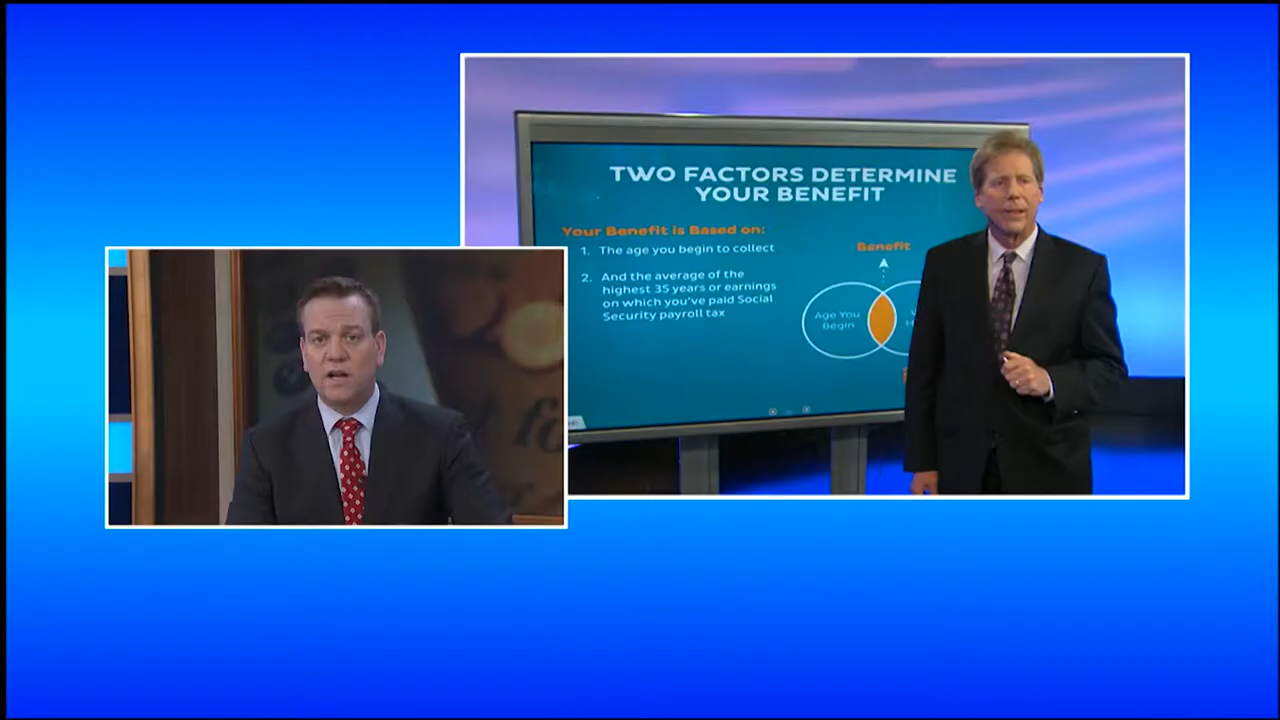 TWO FACTORS DETERMINE
YOUR BENEFIT
Your Benefit is Based on:
1. The age you begin to collect
2. And the average of the
highest 35 years or earnings
on which you've paid Social
Security payroll tax
Benefit
Age You
Begin